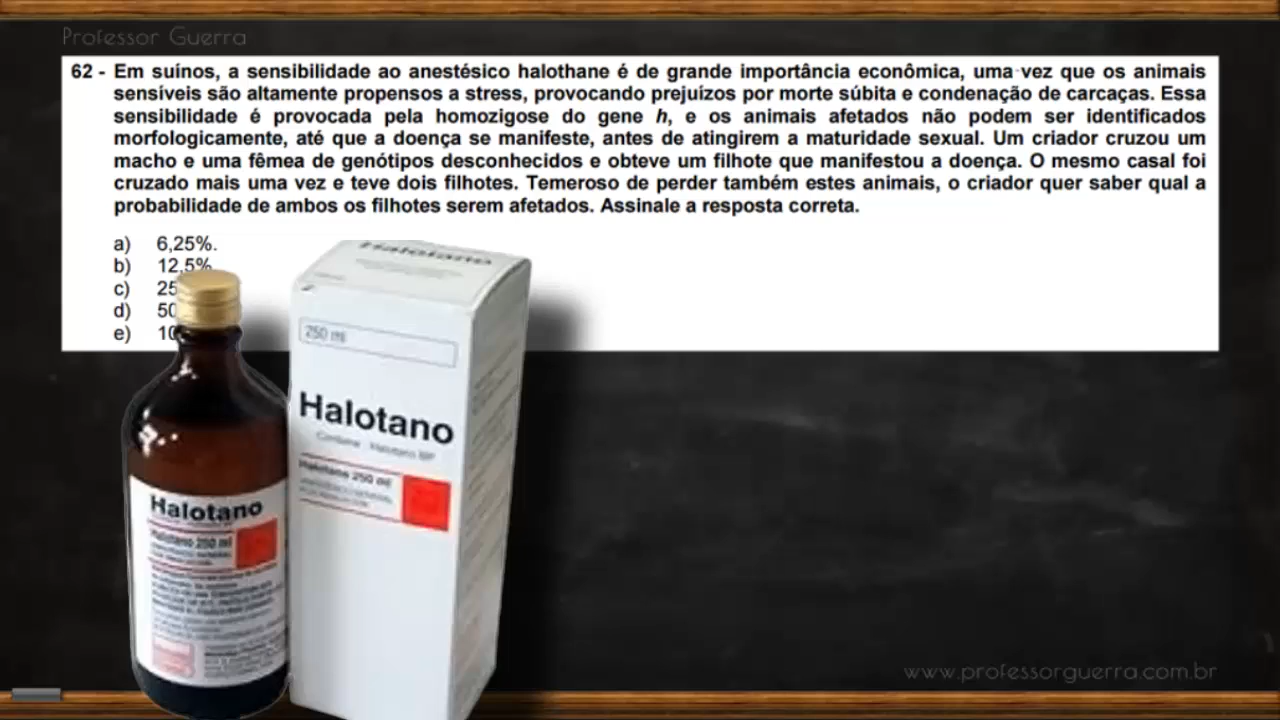 Professor Guerra
62 - Em suínos, a sensibilidade ao anestésico halothane é de grande importância econômica, uma vez que os animais
sensíveis são altamente propensos a stress, provocando prejuízos por morte súbita e condenação de carcaças. Essa
sensibilidade é provocada pela homozigose do gene h, e os animais afetados não podem ser identificados
morfologicamente, até que a doença se manifeste, antes de atingirem a maturidade sexual. Um criador cruzou um
macho e uma fêmea de genótipos desconhecidos e obteve um filhote que manifestou a doença. O mesmo casal foi
cruzado mais uma vez e teve dois filhotes. Temeroso de perder também estes animais, o criador quer saber qual a
probabilidade de ambos os filhotes serem afetados. Assinale a resposta correta.
a) 6,25%.
b) 12,5%
c) 25
d) 50
e) 10
Halotano
250 ml
Halotano
Halotano 250 ml
Halotano
Halotano 250 ml
www.professorguerra.com.br